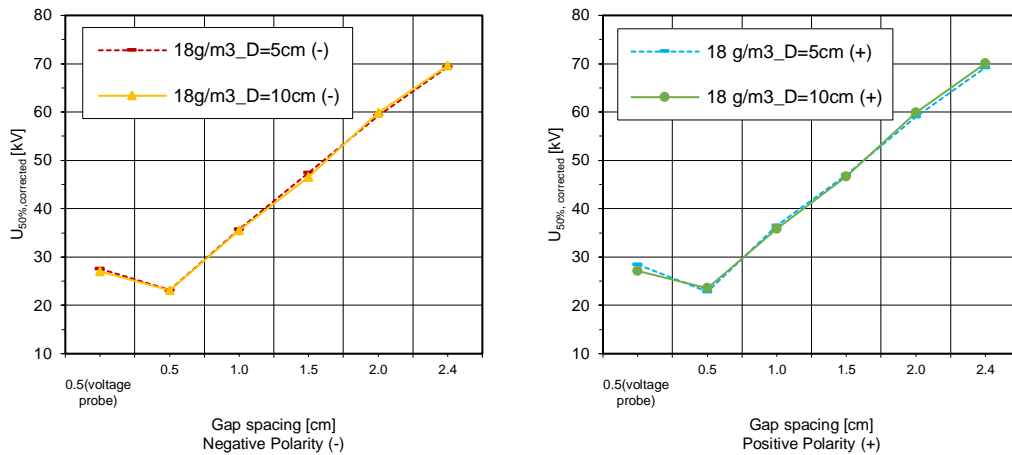 18g/m3_D=5cm (-)
18g/m3_D=10cm (-)
U50%,corrected [kV]
70
60
50
40
30
20
10
0.5(voltage
probe)
0.5
1.0
1.5
2.0
2.4
Gap spacing [cm]
Negative Polarity (-)
18 g/m3_D=5cm (+)
18 g/m3_D=10cm (+)
U50%, corrected [kV]
80
70
60
50
40
30
20
10
0.5(voltage
probe)
0.5
1.0
1.5
2.0
2.4
Gap spacing [cm]
Positive Polarity (+)